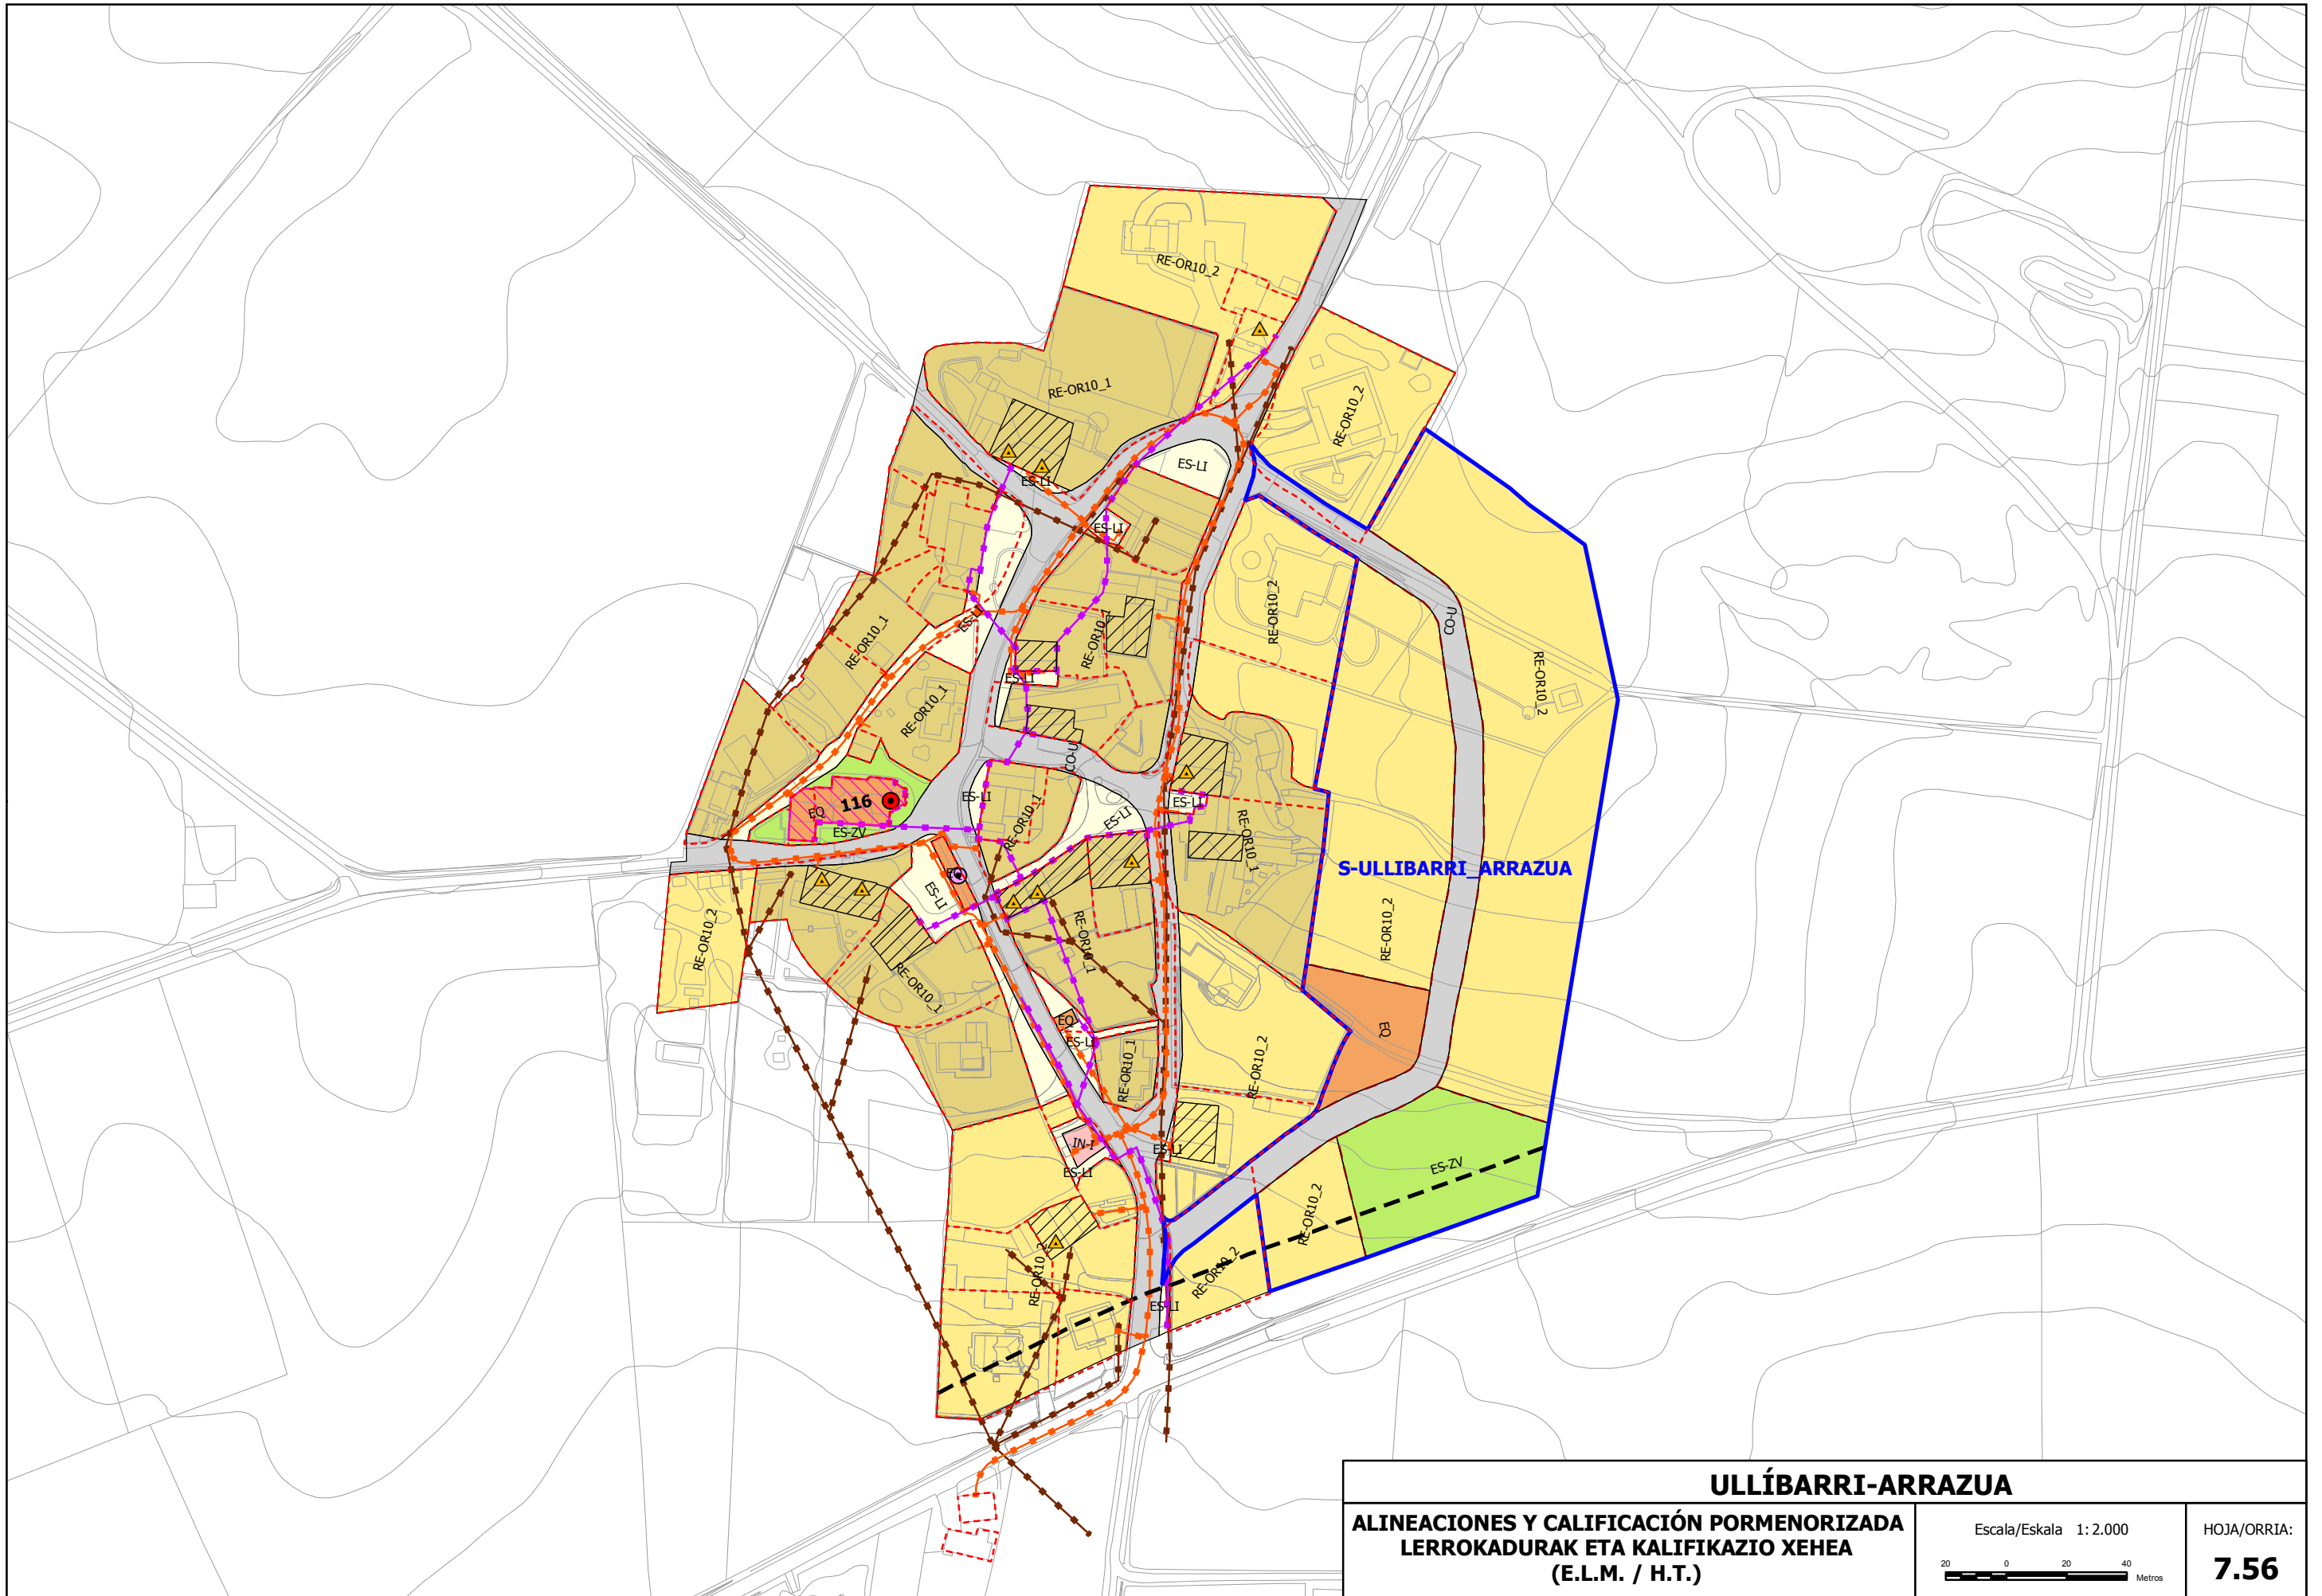 RE-OR10_2
RE-OR10_1
RE-OR10_2
ES-LI
ES-LI
ES-LI
RE-OR10_2
CO-U
ES-LI
RE-OR10_1
RE-OR10_1
RE-OR10_2
ES-LI
RE-OR10_1
CO-U
ES-LI
116
EQ
ES-ZV
RE-OR10_1
ES-LI
ES-LI
RE-OR10_1
S-ULLIBARRI_ARRAZUA
EQ
ES-LI
RE-OR10_2
RE-OR10_1
RE-OR10_2
RE-OR10_1
EQ
EQ
ES-LI
RE-OR10_1
RE-OR10_2
IN-I
ES-LI
ES-LI
ES-ZV
RE-OR10_2
RE-OR10_2
RE-OR10_2
ES-LI
ULLÍBARRI-ARRAZUA
ALINEACIONES Y CALIFICACIÓN PORMENORIZADA
LERROKADURAK ETA KALIFIKAZIO XEHEA
(E.L.M. / H.T.)
Escala/Eskala 1:2.000
20 0 20 40
Metros
HOJA/ORRIA:
7.56